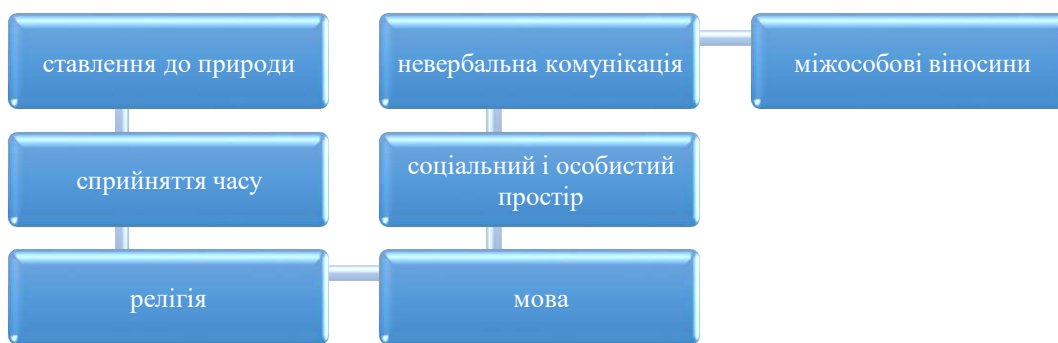 ставлення до природи
сприйняття часу
релігія
мова
соціальний і особистий
простір
невербальна комунікація
міжособові віносини